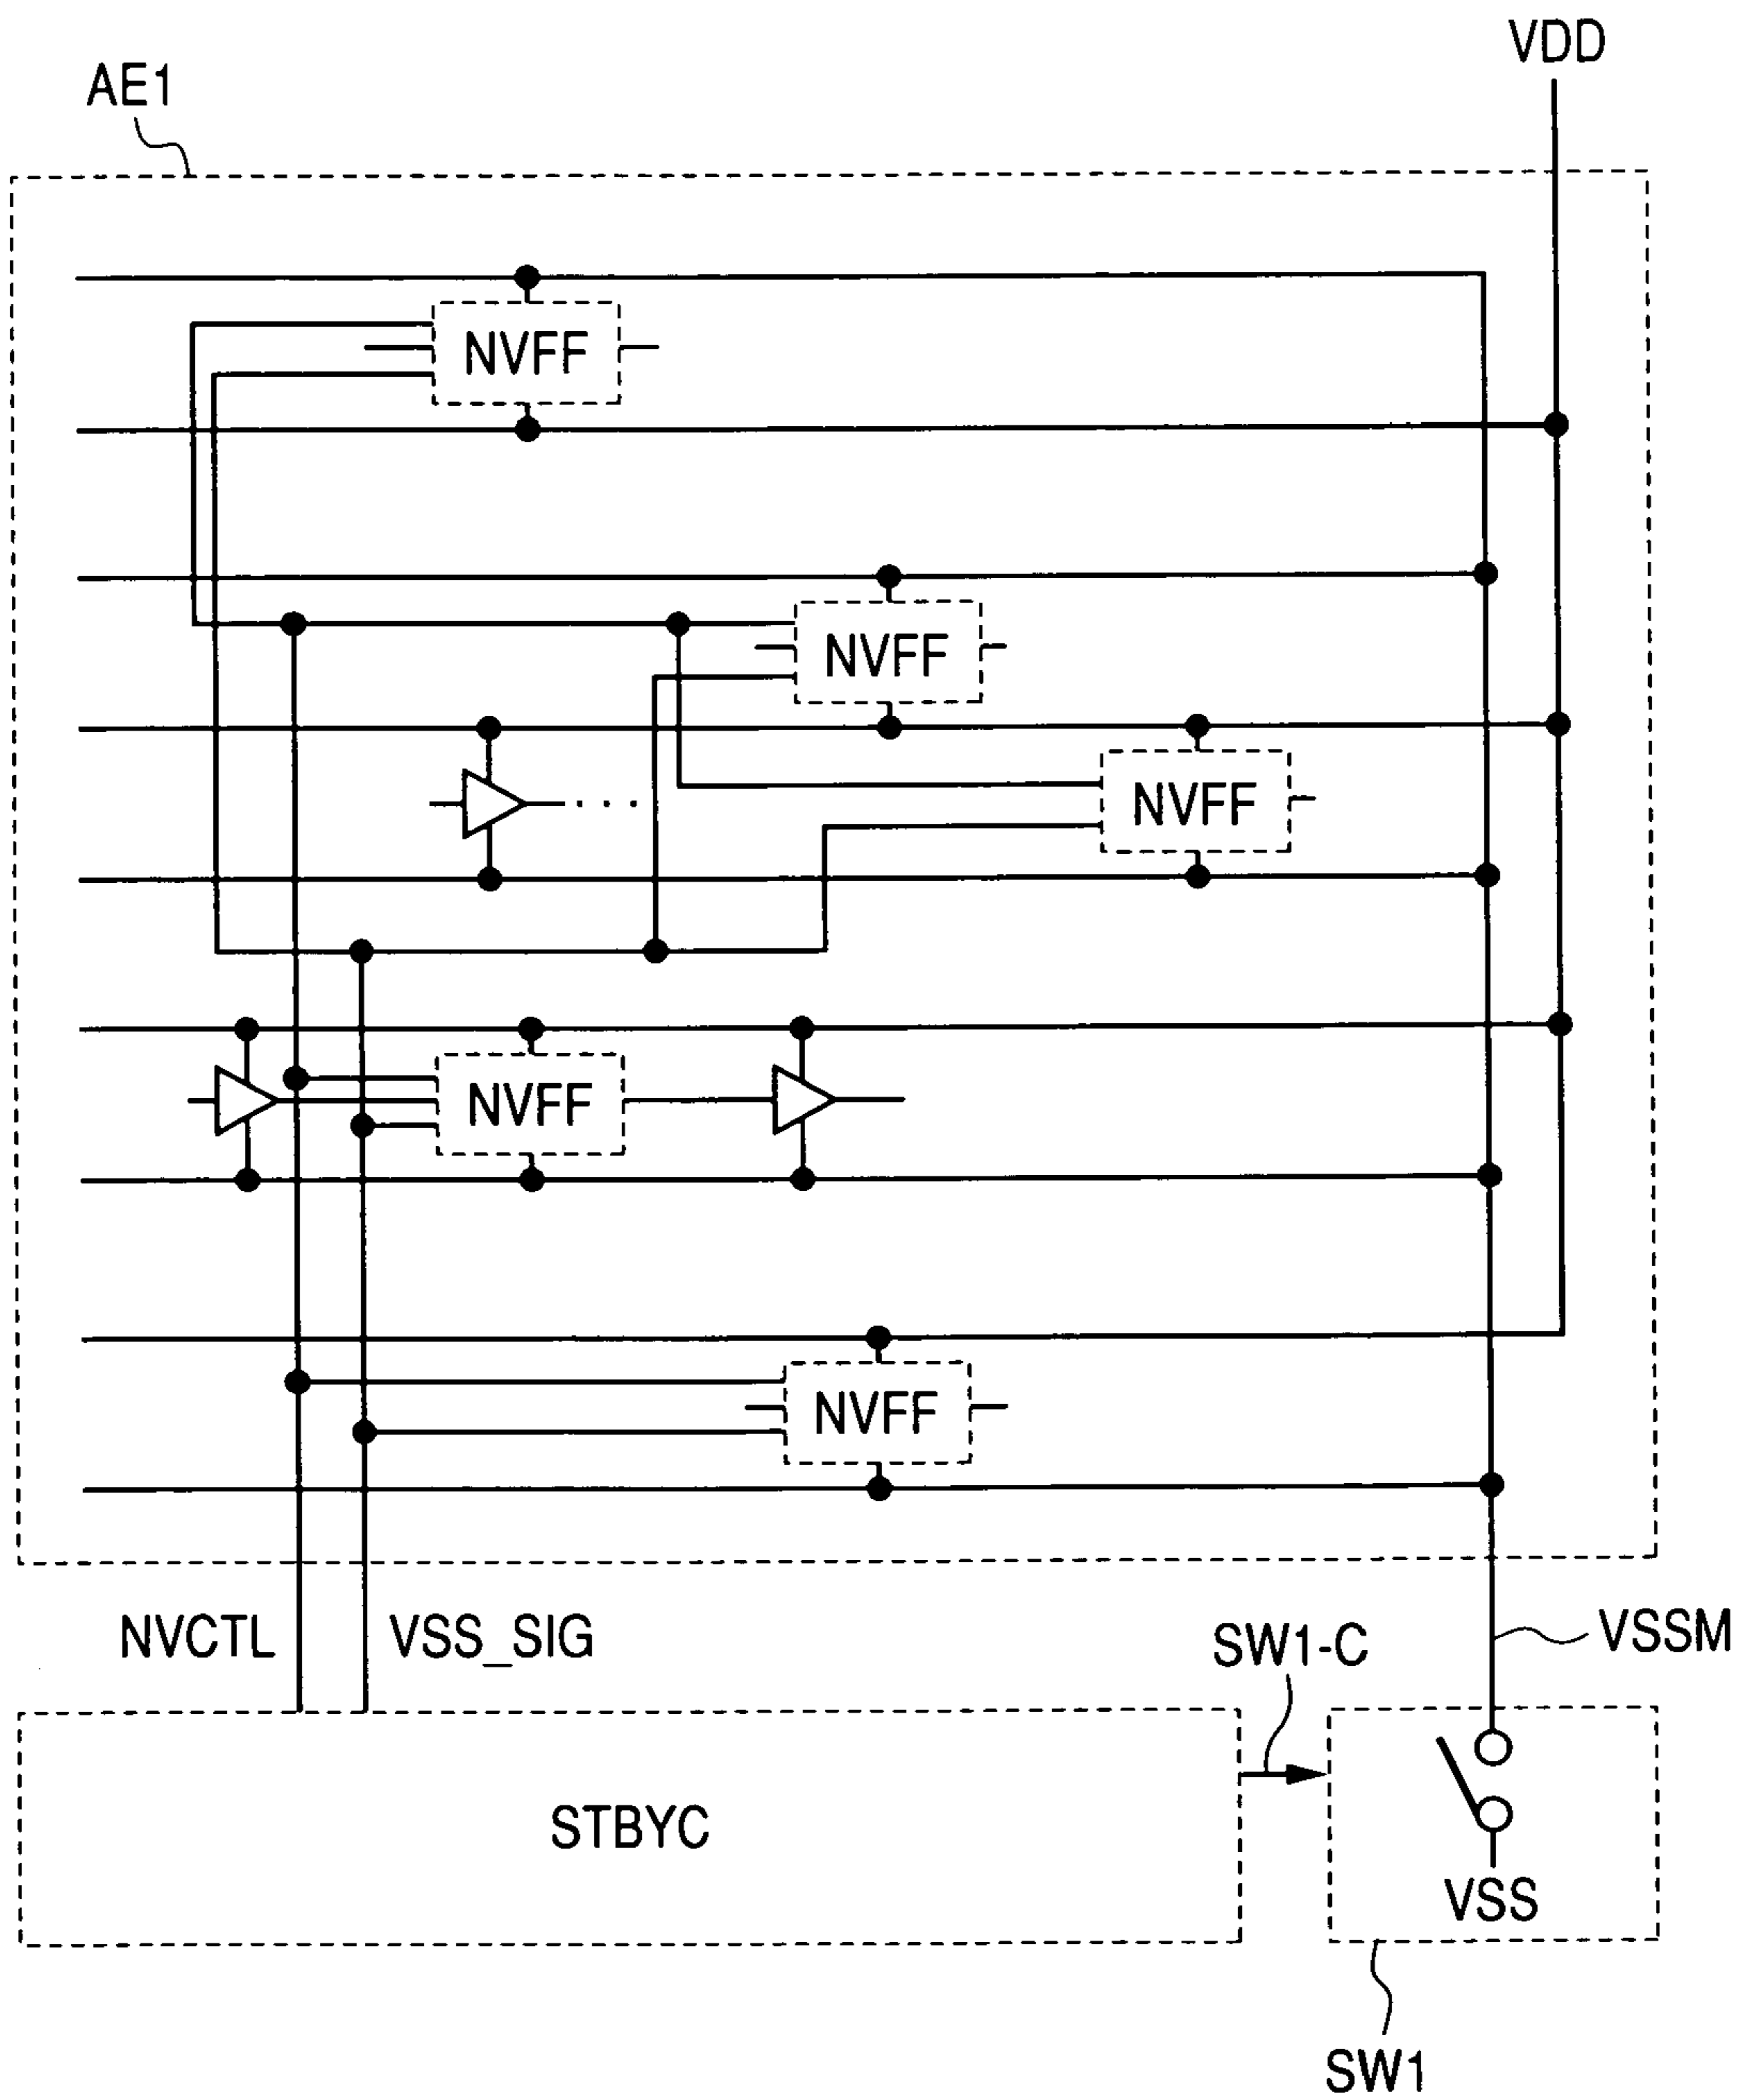 VDD
AE1
NVFF
NVFF
NVFF
NVFF
NVFF
NVCTL
VSS_SIG
SW1-C
VSSM
STBYC
VSS
SW1